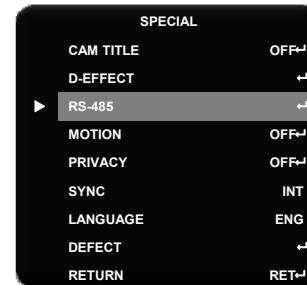 SPECIAL
CAM TITLE OFF↵
D-EFFECT ↵
RS-485 ↵
MOTION OFF↵
PRIVACY OFF↵
SYNC INT
LANGUAGE ENG
DEFECT ↵
RETURN RET↵